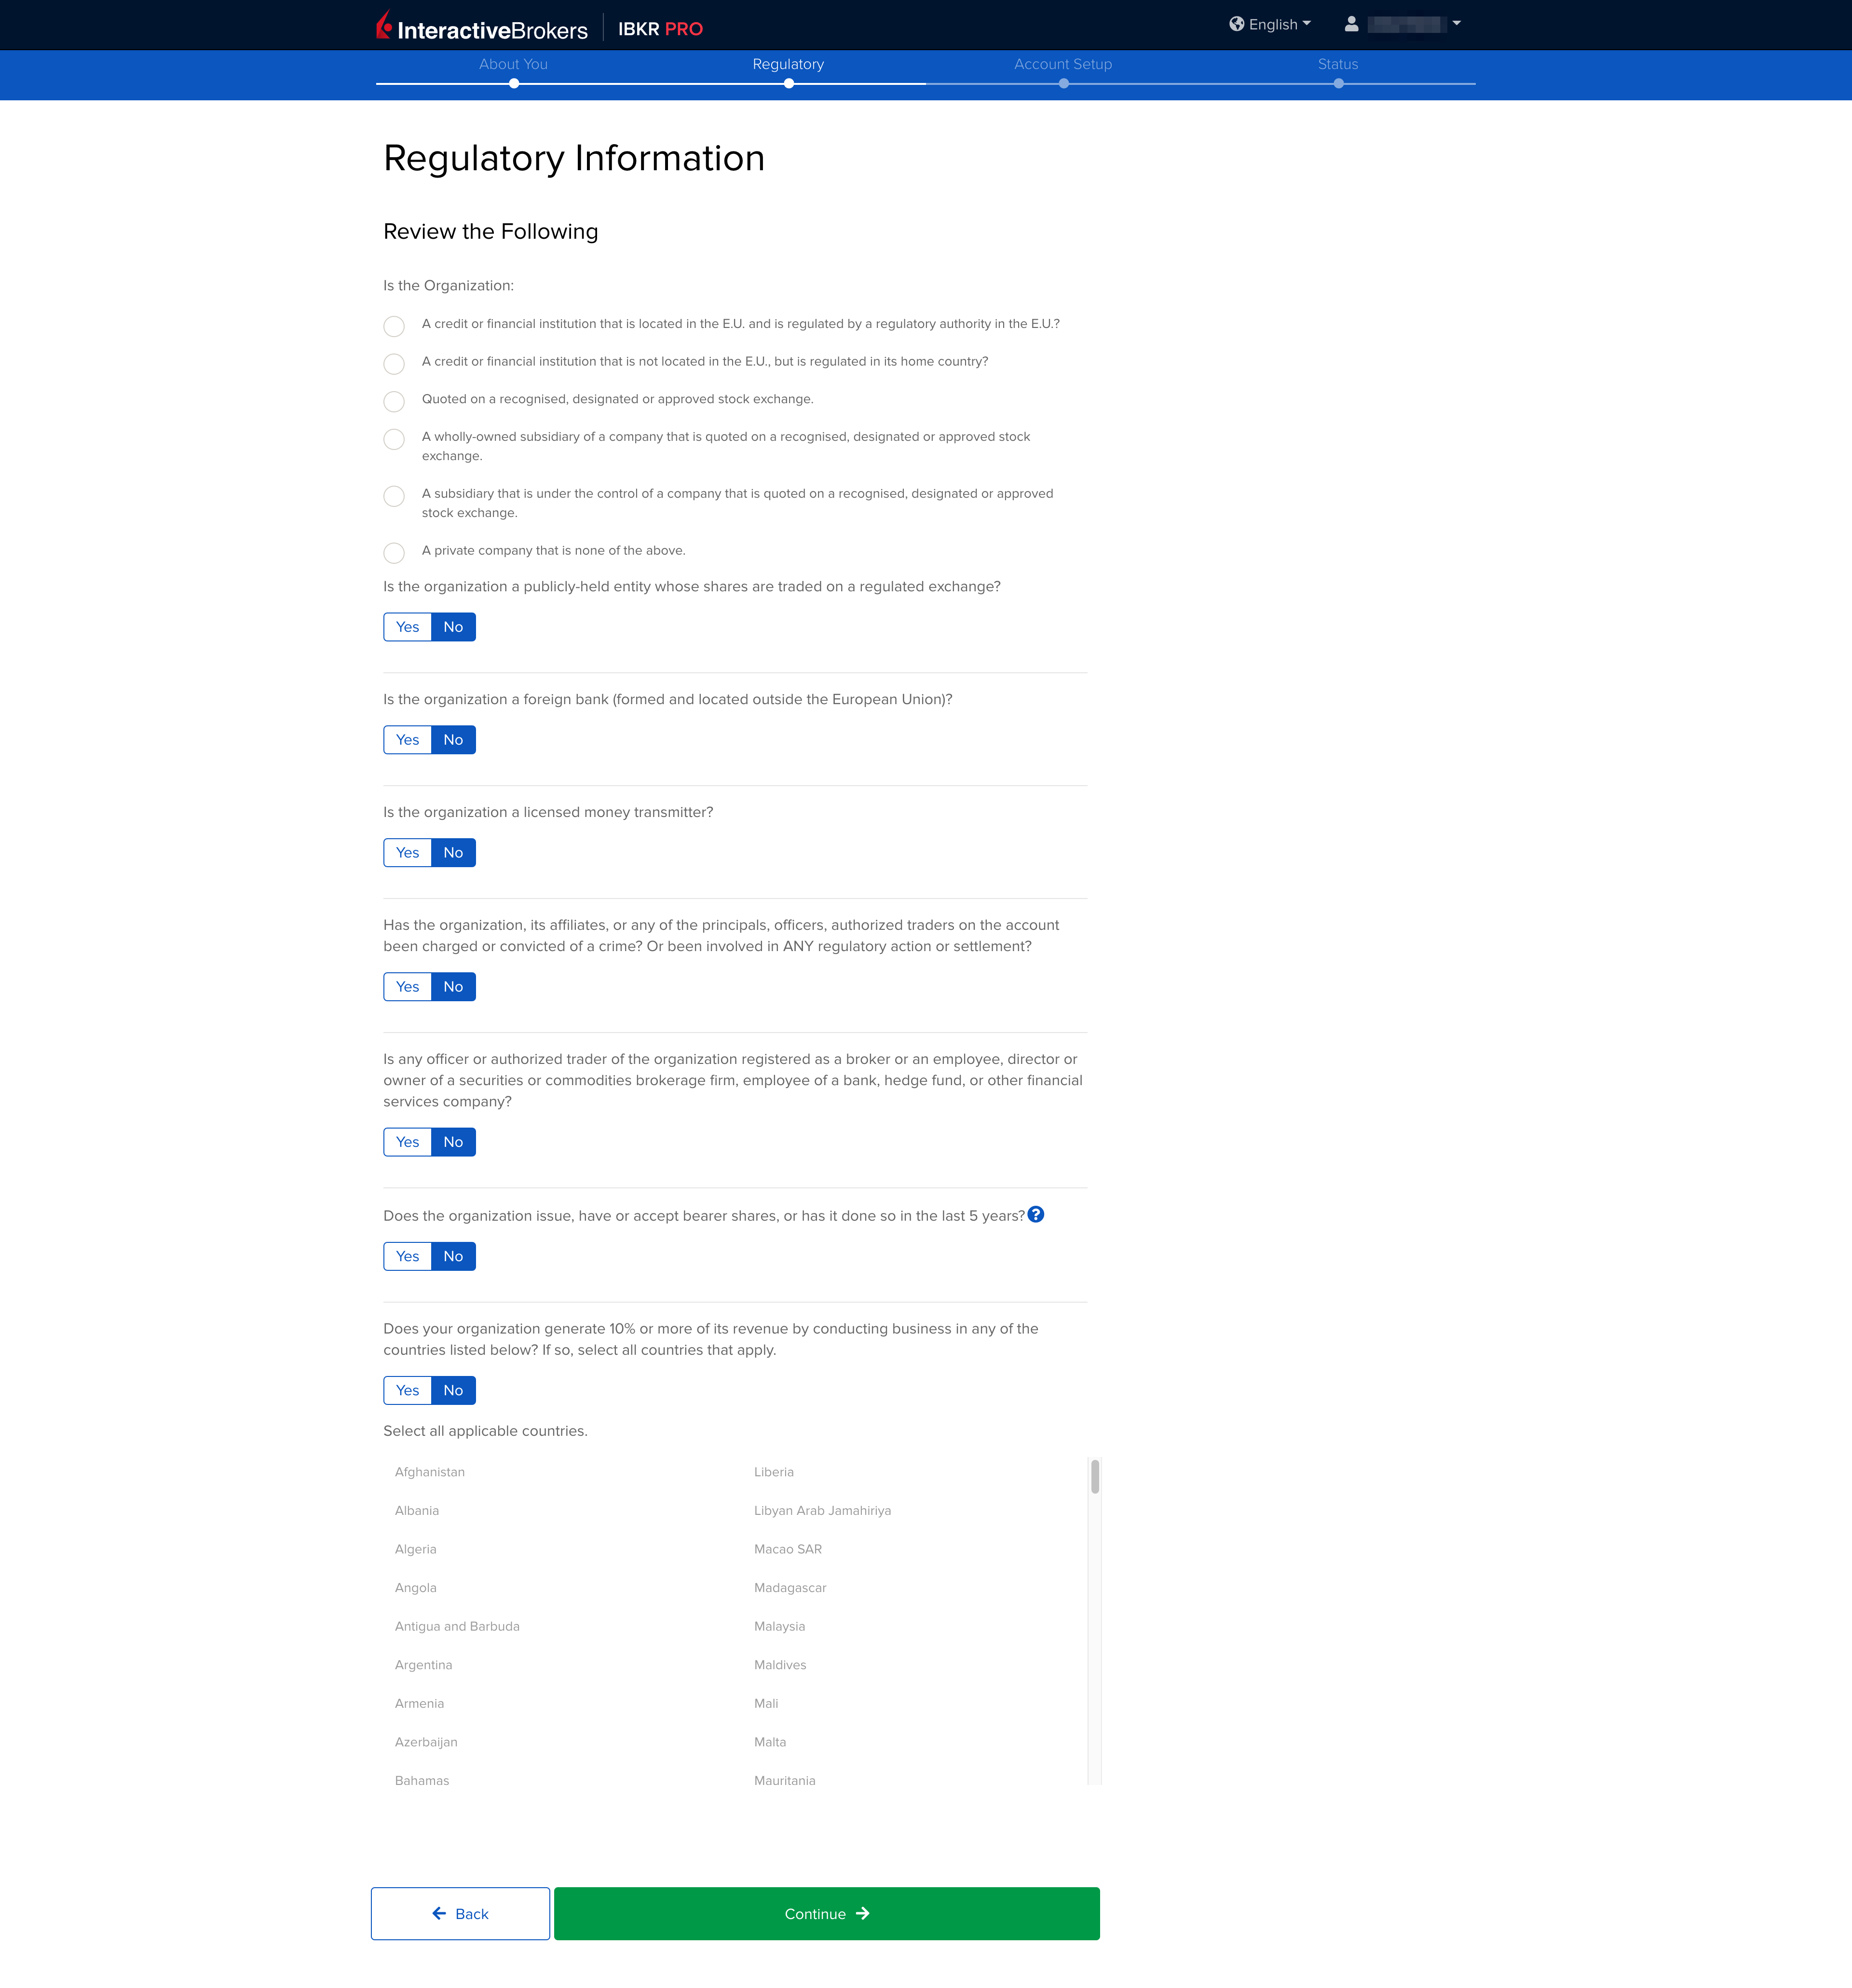 InteractiveBrokers IBKR PRO English
About You Regulatory Account Setup Status
Regulatory Information
Review the Following
Is the Organization:
A credit or financial institution that is located in the E.U. and is regulated by a regulatory authority in the E.U.?
A credit or financial institution that is not located in the E.U., but is regulated in its home country?
Quoted on a recognised, designated or approved stock exchange.
A wholly-owned subsidiary of a company that is quoted on a recognised, designated or approved stock
exchange.
A subsidiary that is under the control of a company that is quoted on a recognised, designated or approved
stock exchange.
A private company that is none of the above.
Is the organization a publicly-held entity whose shares are traded on a regulated exchange?
Yes No
Is the organization a foreign bank (formed and located outside the European Union)?
Yes No
Is the organization a licensed money transmitter?
Yes No
Has the organization, its affiliates, or any of the principals, officers, authorized traders on the account
been charged or convicted of a crime? Or been involved in ANY regulatory action or settlement?
Yes No
Is any officer or authorized trader of the organization registered as a broker or an employee, director or
owner of a securities or commodities brokerage firm, employee of a bank, hedge fund, or other financial
services company?
Yes No
Does the organization issue, have or accept bearer shares, or has it done so in the last 5 years? ?
Yes No
Does your organization generate 10% or more of its revenue by conducting business in any of the
countries listed below? If so, select all countries that apply.
Yes No
Select all applicable countries.
Afghanistan Liberia
Albania Libyan Arab Jamahiriya
Algeria Macao SAR
Angola Madagascar
Antigua and Barbuda Malaysia
Argentina Maldives
Armenia Mali
Azerbaijan Malta
Bahamas Mauritania
Back Continue